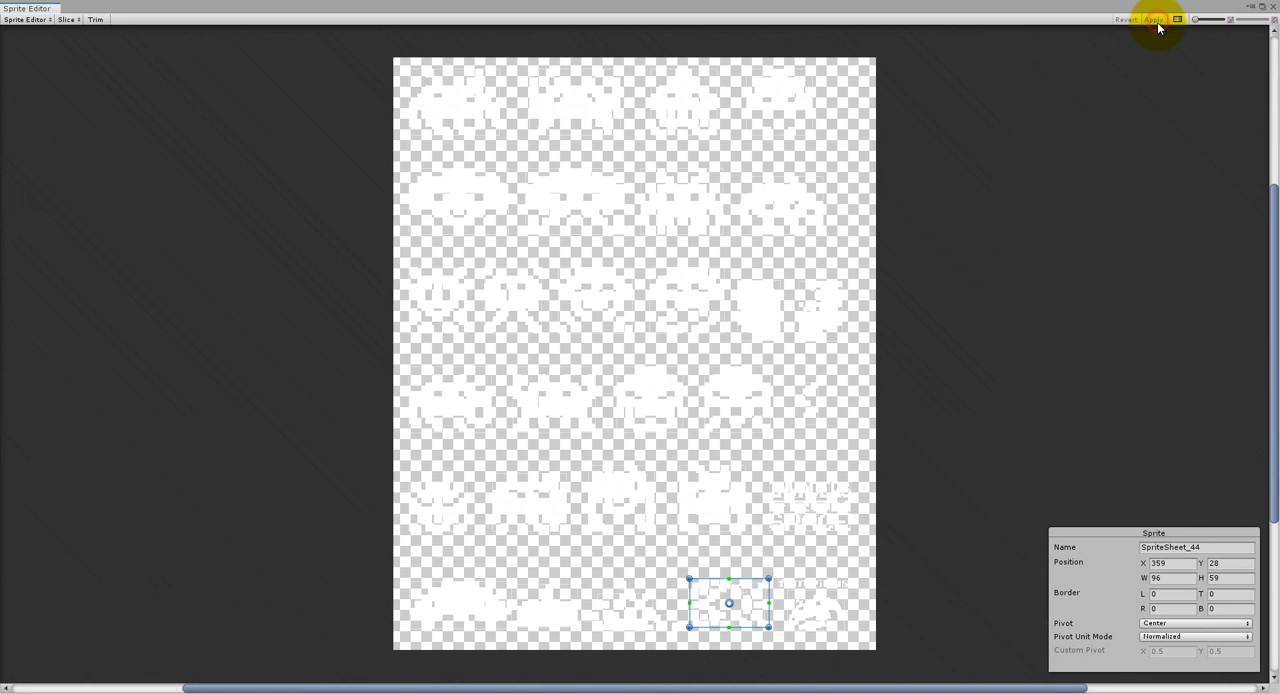 Sprite Editor
Sprite Editor Slice Trim Revert Apply
Sprite
Name SpriteSheet_44
Position X 359 Y 28
W 96 H 59
Border L 0 T 0
R 0 B 0
Pivot Center
Pivot Unit Mode Normalized
Custom Pivot X 0.5 Y 0.5